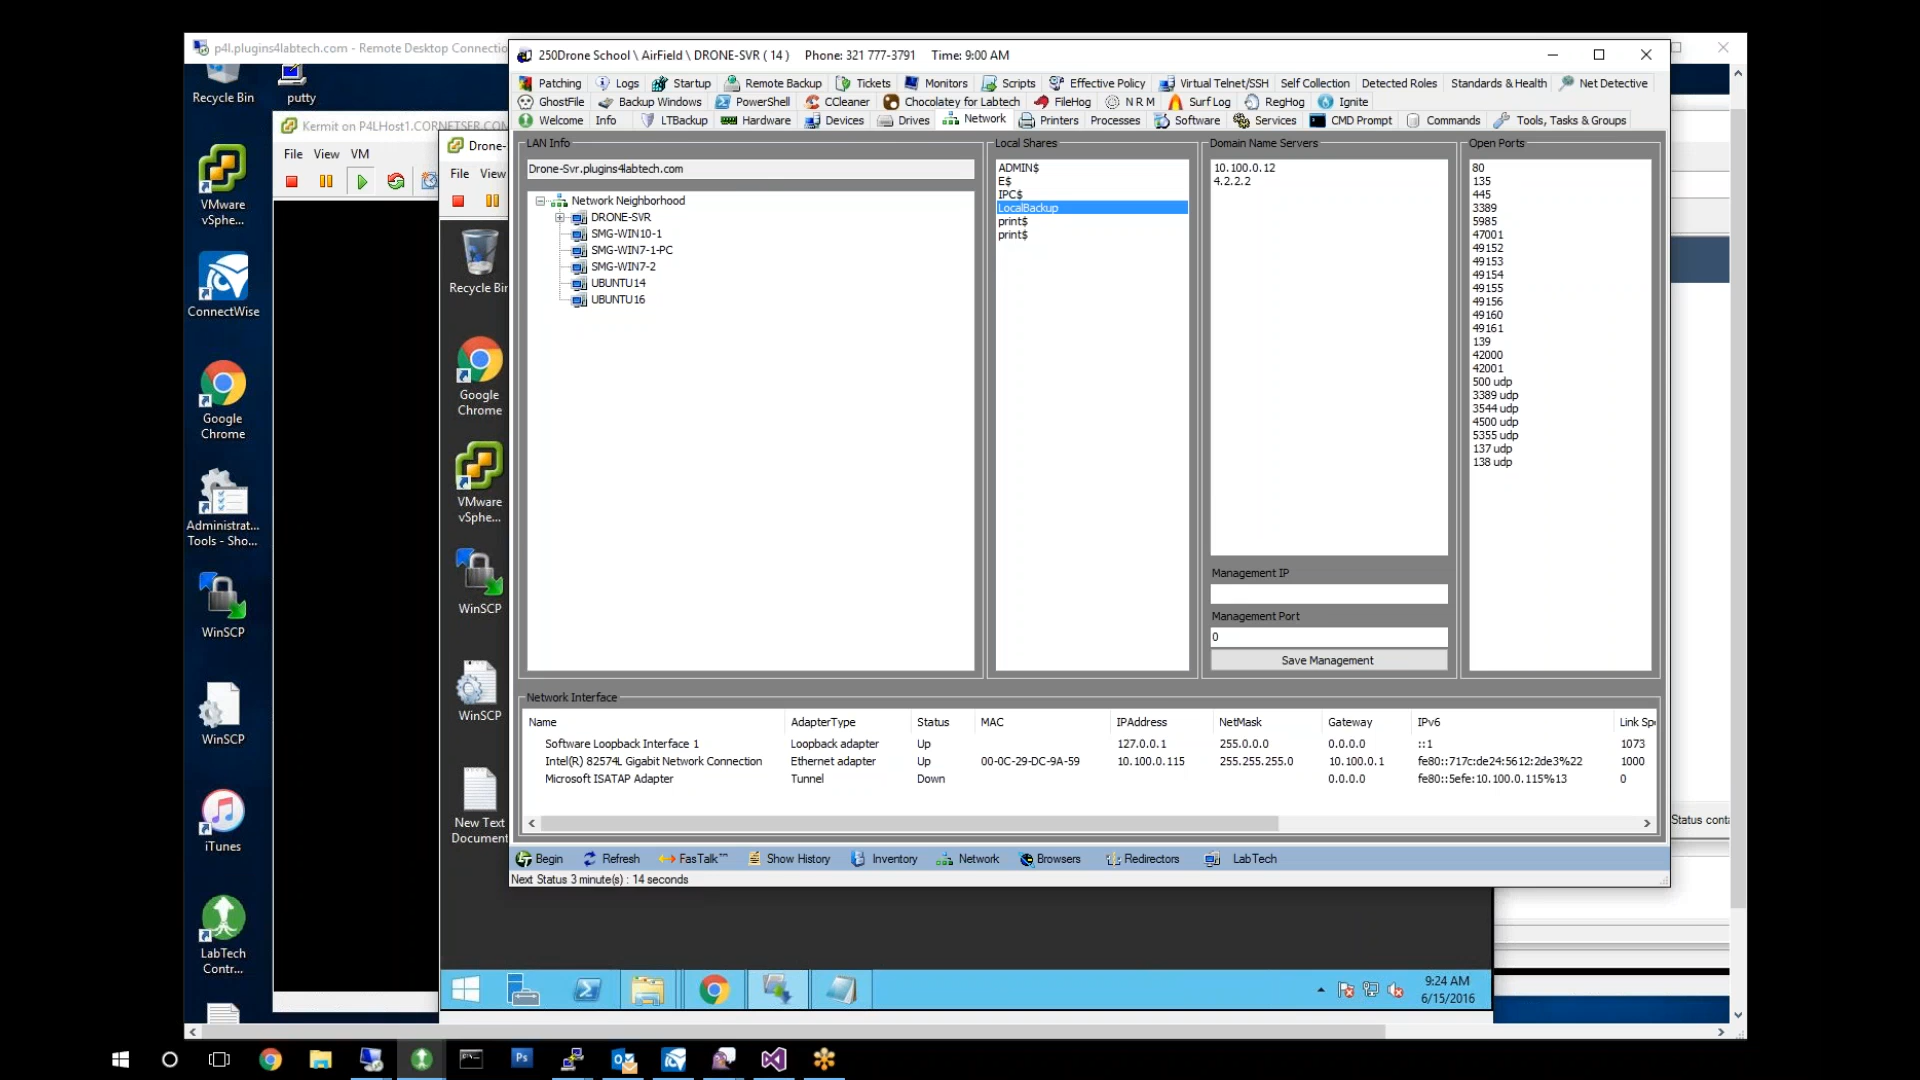 p4l.plugins4labtech.com - Remote Desktop Connectio
250Drone School \ AirField \ DRONE-SVR ( 14 ) Phone: 321 777-3791 Time: 9:00 AM
Patching Logs Startup Remote Backup Tickets Monitors Scripts Effective Policy Virtual Telnet/SSH Self Collection Detected Roles Standards & Health Net Detective
GhostFile Backup Windows PowerShell CCleaner Chocolatey for Labtech FileHog N R M Surf Log RegHog Ignite
Welcome Info LTBackup Hardware Devices Drives Network Printers Processes Software Services CMD Prompt Commands Tools, Tasks & Groups
Recycle Bin
putty
Kermit on P4LHost1.CORNETSER.COM
File View VM
Drone-
File View
VMware
vSphe...
ConnectWise
Google
Chrome
Administrat...
Tools - Sho...
WinSCP
WinSCP
iTunes
LabTech
Contr...
Recycle Bin
Google
Chrome
VMware
vSphe...
WinSCP
WinSCP
New Text
Document
LAN Info
Drone-Svr.plugins4labtech.com
Network Neighborhood
DRONE-SVR
SMG-WIN10-1
SMG-WIN7-1-PC
SMG-WIN7-2
UBUNTU14
UBUNTU16
Local Shares
ADMIN$
E$
IPC$
LocalBackup
print$
print$
Domain Name Servers
10.100.0.12
4.2.2.2
Management IP
Management Port
0
Save Management
Open Ports
80
135
445
3389
5985
47001
49152
49153
49154
49155
49156
49160
49161
139
42000
42001
500 udp
3389 udp
3544 udp
4500 udp
5355 udp
137 udp
138 udp
Network Interface
Name AdapterType Status MAC IPAddress NetMask Gateway IPv6 Link Spe
Software Loopback Interface 1 Loopback adapter Up 127.0.0.1 255.0.0.0 0.0.0.0 ::1 1073
Intel(R) 82574L Gigabit Network Connection Ethernet adapter Up 00-0C-29-DC-9A-59 10.100.0.115 255.255.255.0 10.100.0.1 fe80::717c:de24:5612:2de3%22 1000
Microsoft ISATAP Adapter Tunnel Down 0.0.0.0 fe80::5efe:10.100.0.115%13 0
Status conta
Begin Refresh FasTalk™ Show History Inventory Network Browsers Redirectors LabTech
Next Status 3 minute(s) : 14 seconds
9:24 AM
6/15/2016
Ps